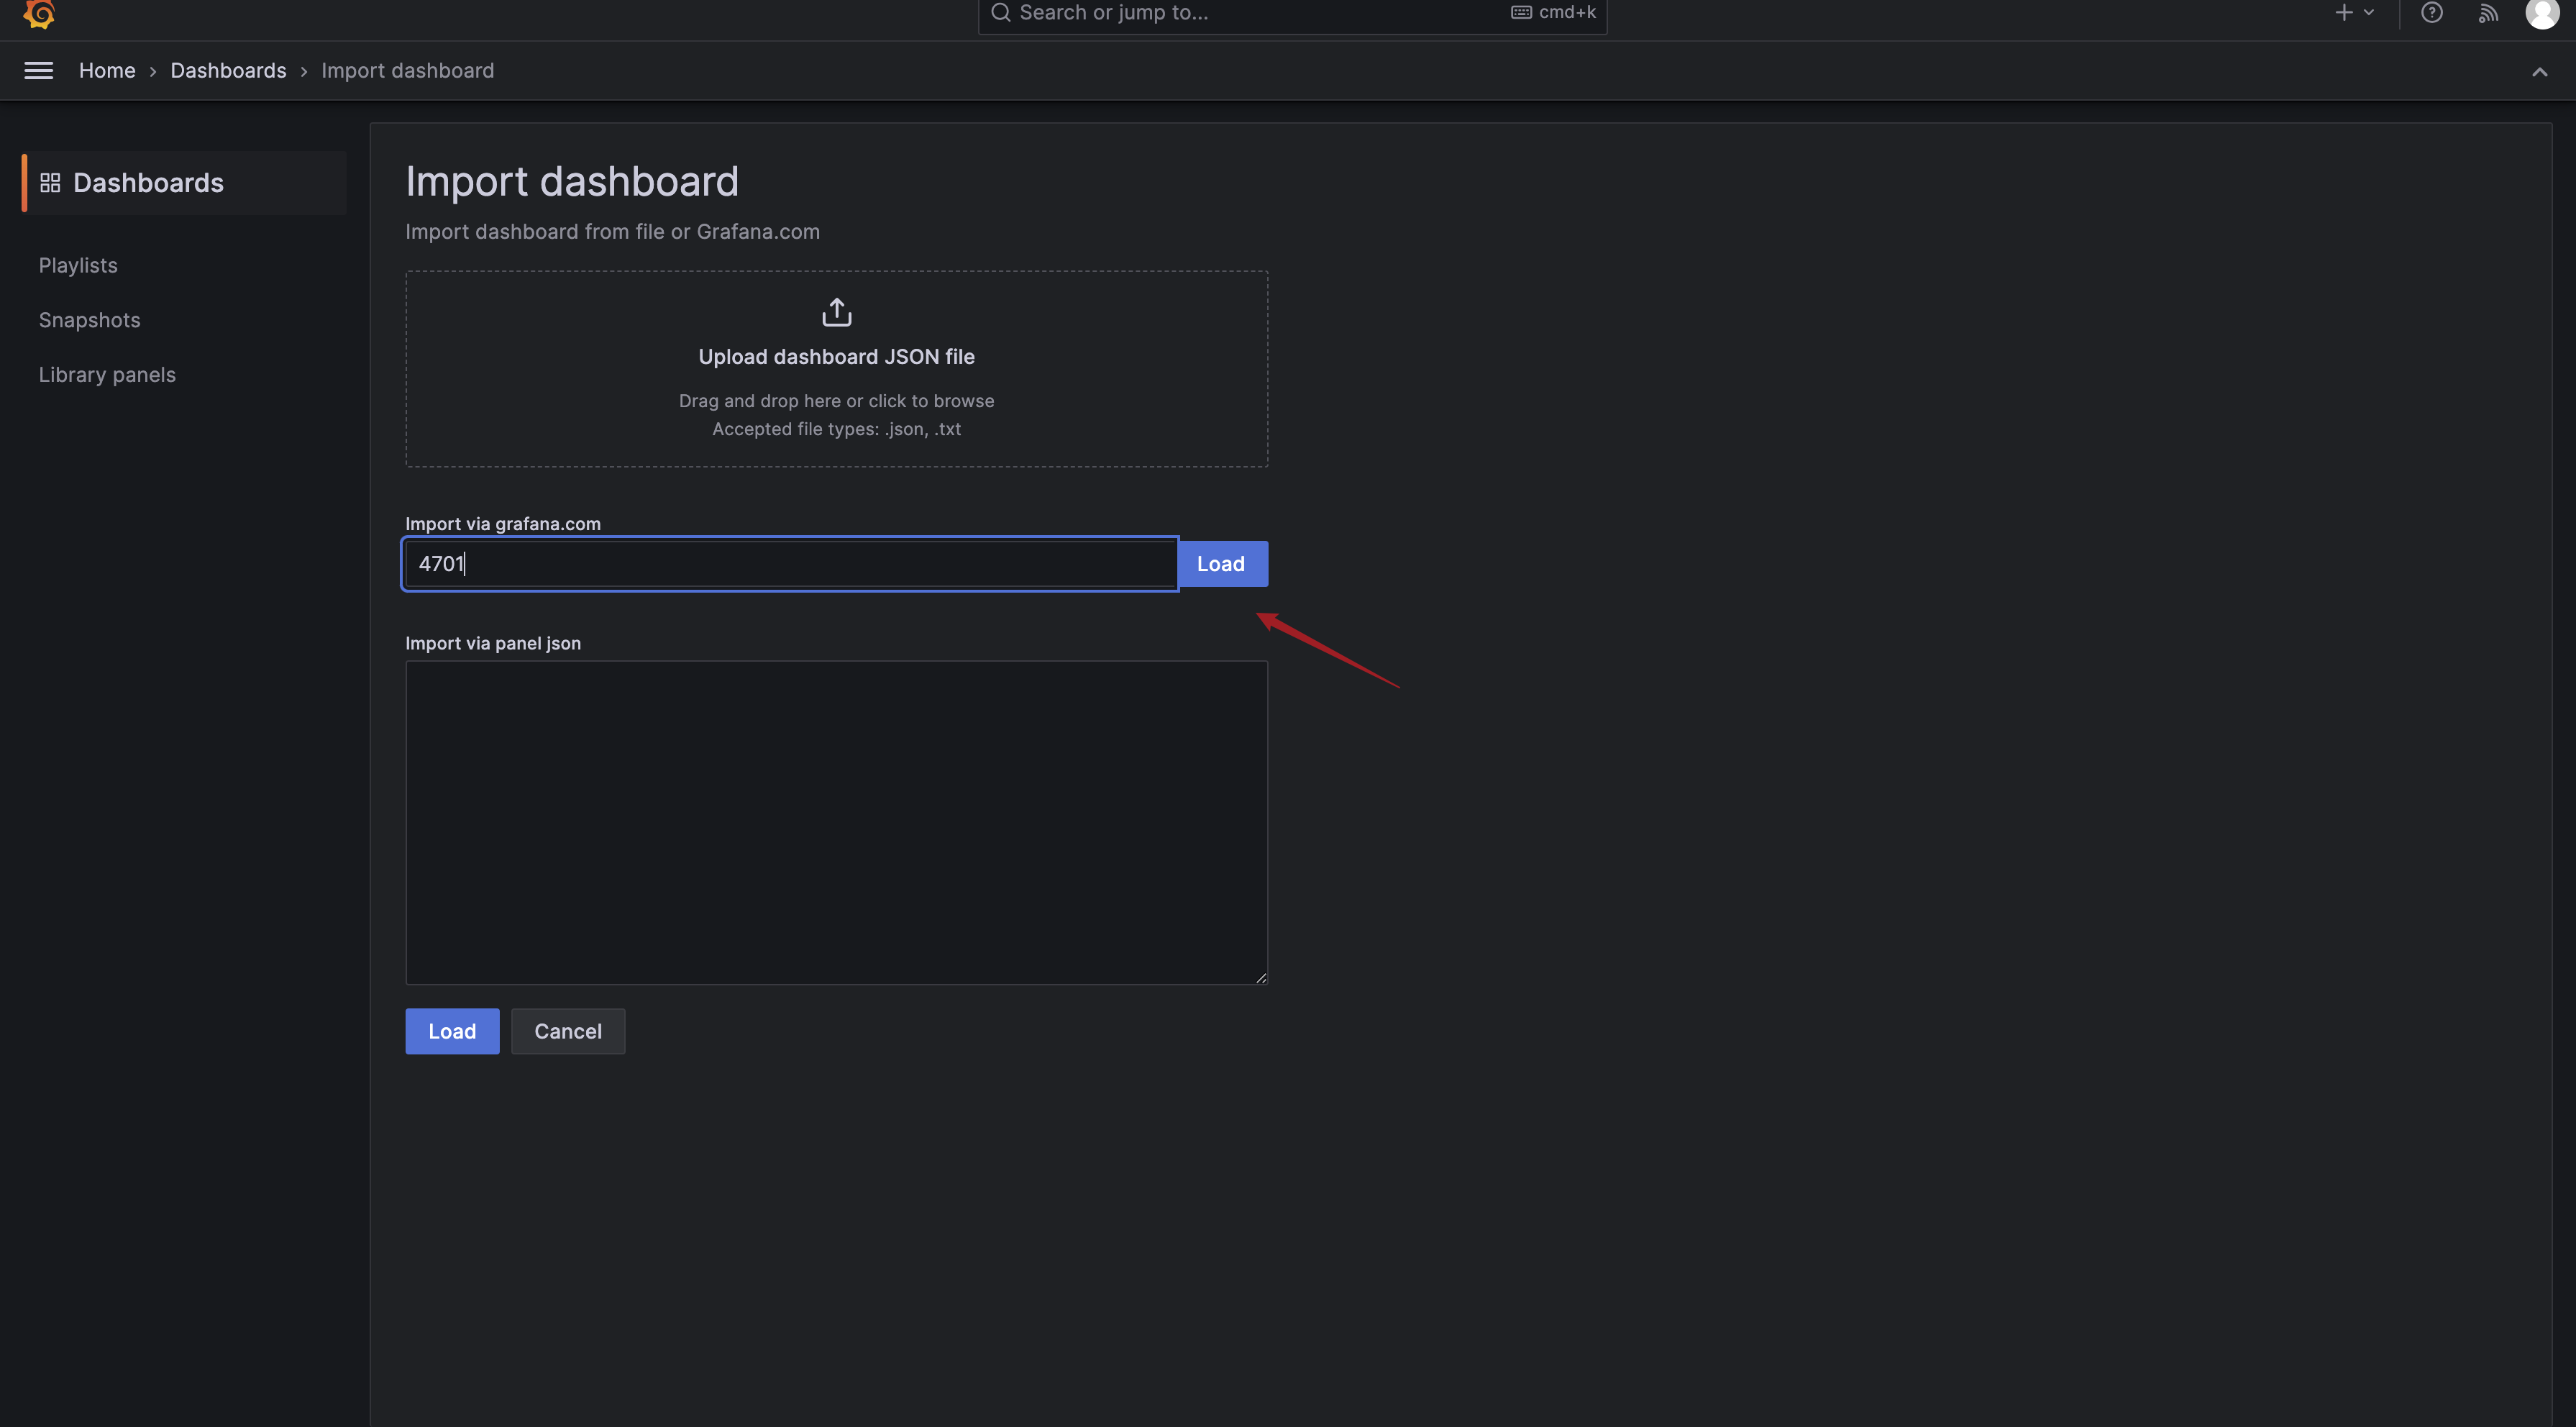 Search or jump to...
cmd+k
Home › Dashboards › Import dashboard
Dashboards
Playlists
Snapshots
Library panels
Import dashboard
Import dashboard from file or Grafana.com
Upload dashboard JSON file
Drag and drop here or click to browse
Accepted file types: .json, .txt
Import via grafana.com
4701
Load
Import via panel json
Load
Cancel